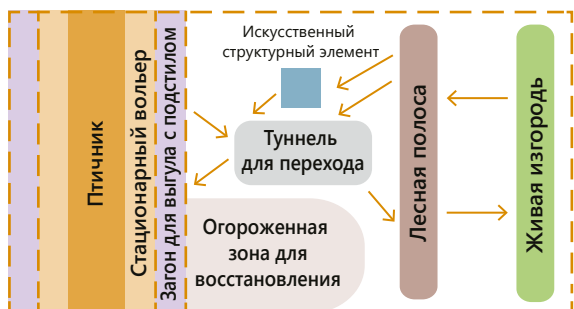 Птичник
Стационарный вольер
Загон для выгула с подстилом
Искусственный
структурный элемент
Туннель
для перехода
Огороженная
зона для
восстановления
Лесная полоса
Живая изгородь